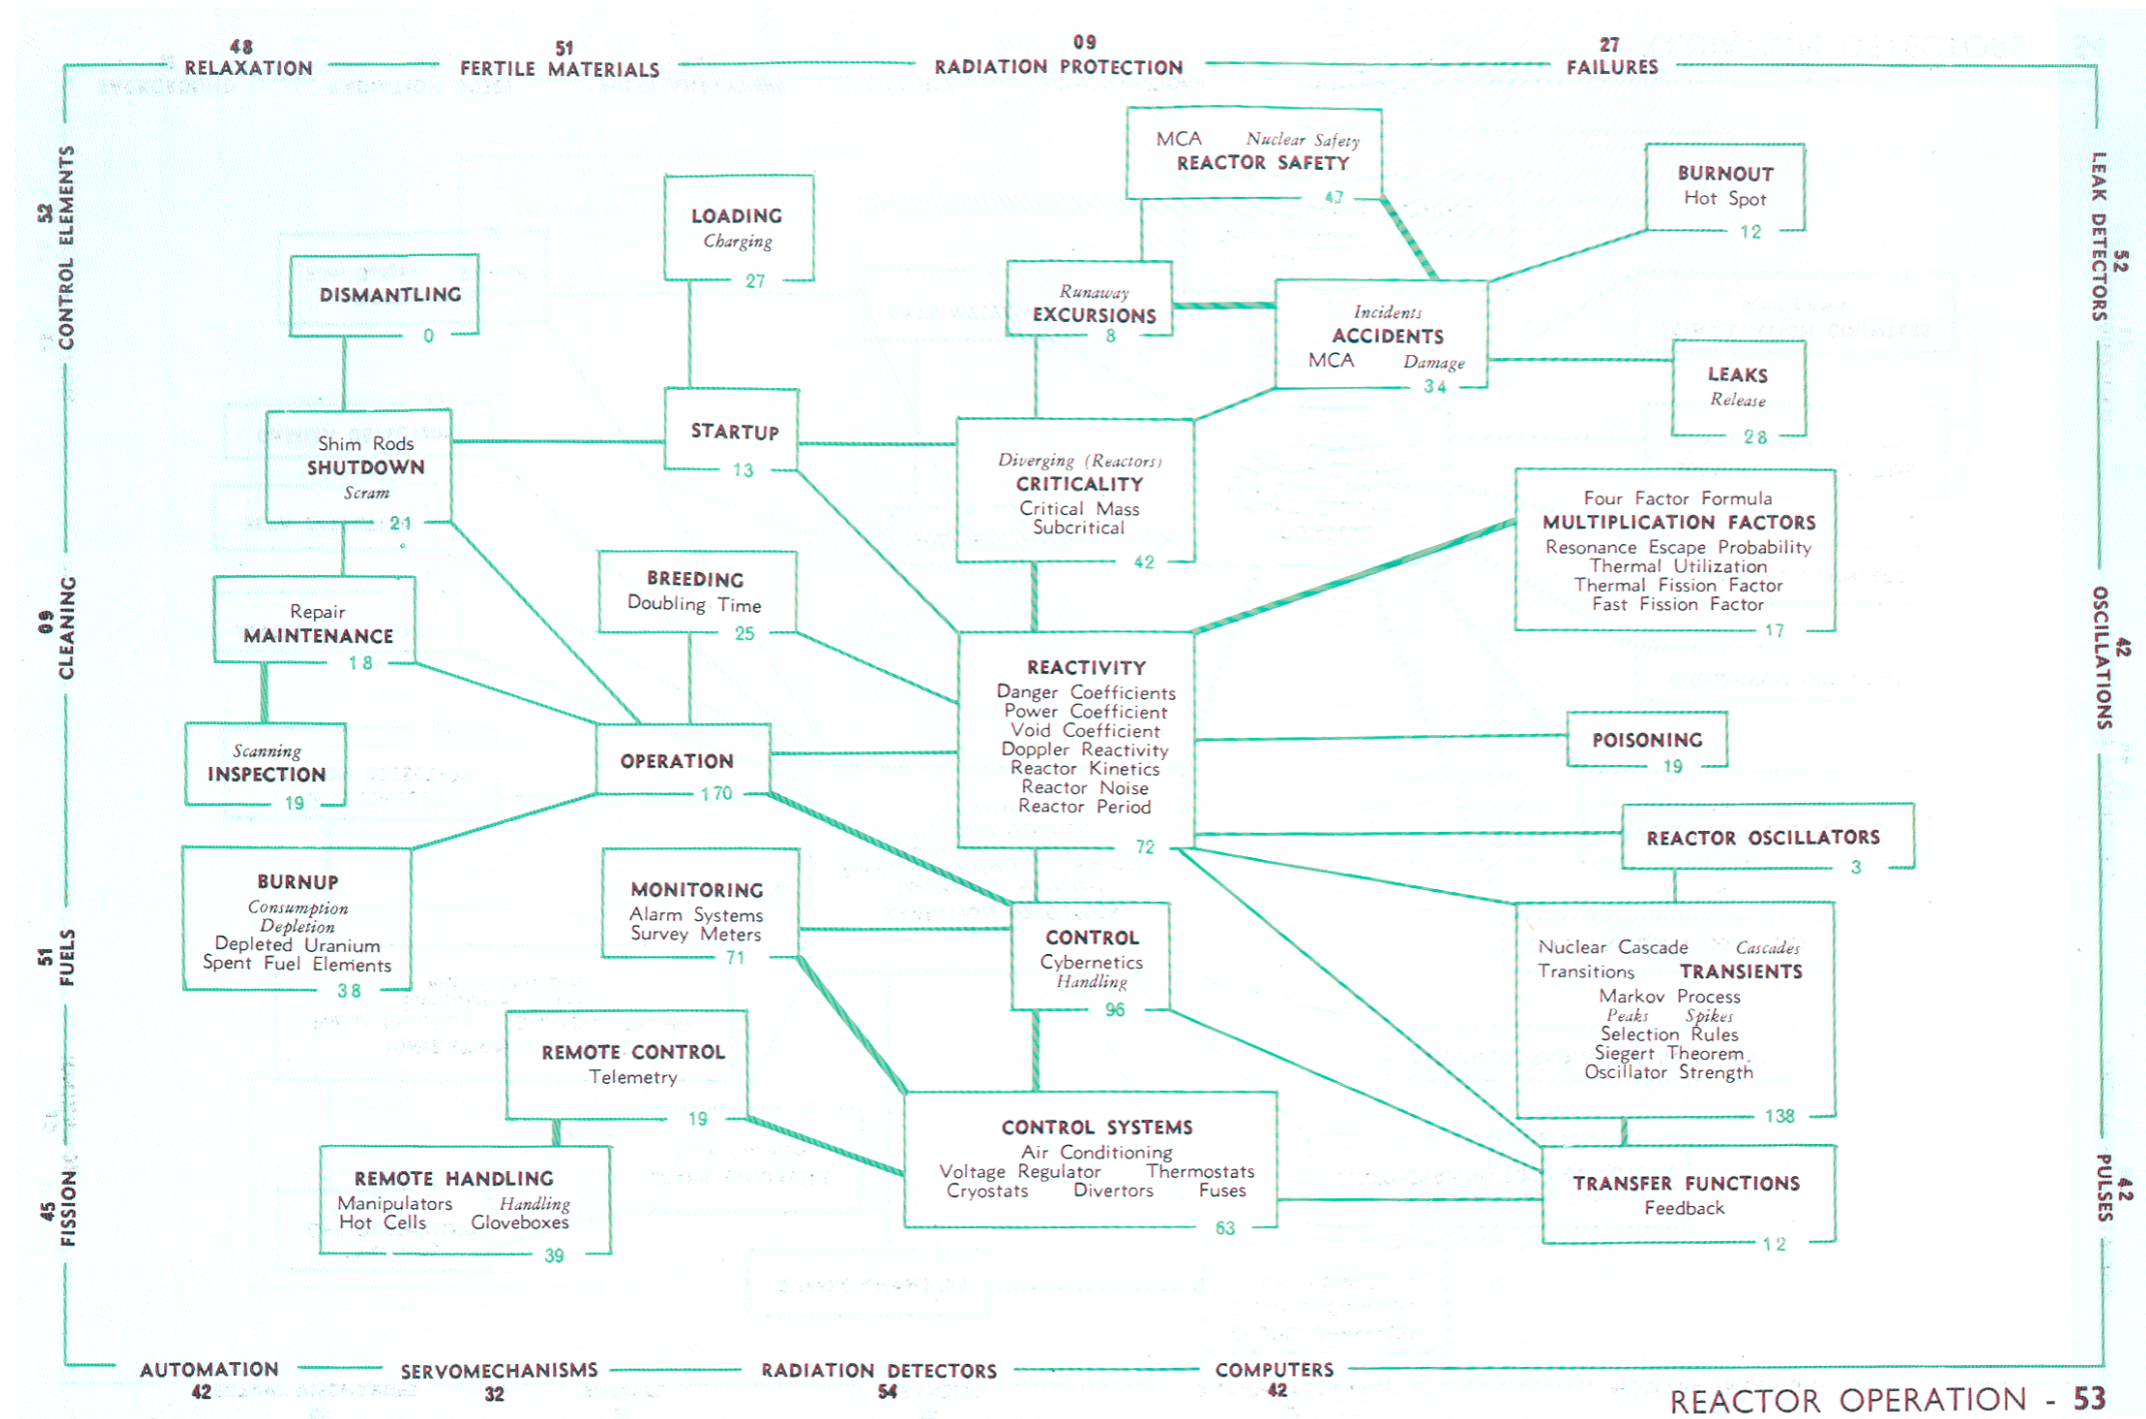 48
RELAXATION
51
FERTILE MATERIALS
09
RADIATION PROTECTION
27
FAILURES
52
CONTROL ELEMENTS
09
CLEANING
51
FUELS
45
FISSION
MCA Nuclear Safety
REACTOR SAFETY
47
BURNOUT
Hot Spot
12
LOADING
Charging
27
DISMANTLING
0
Runaway
EXCURSIONS
8
Incidents
ACCIDENTS
MCA Damage
34
LEAKS
Release
28
Shim Rods
SHUTDOWN
Scram
21
STARTUP
13
Diverging (Reactors)
CRITICALITY
Critical Mass
Subcritical
42
Four Factor Formula
MULTIPLICATION FACTORS
Resonance Escape Probability
Thermal Utilization
Thermal Fission Factor
Fast Fission Factor
17
Repair
MAINTENANCE
18
BREEDING
Doubling Time
25
REACTIVITY
Danger Coefficients
Power Coefficient
Void Coefficient
Doppler Reactivity
Reactor Kinetics
Reactor Noise
Reactor Period
72
Scanning
INSPECTION
19
OPERATION
170
POISONING
19
REACTOR OSCILLATORS
3
BURNUP
Consumption
Depletion
Depleted Uranium
Spent Fuel Elements
38
MONITORING
Alarm Systems
Survey Meters
71
CONTROL
Cybernetics
Handling
96
Nuclear Cascade Cascades
Transitions TRANSIENTS
Markov Process
Peaks Spikes
Selection Rules
Siegert Theorem
Oscillator Strength
138
REMOTE CONTROL
Telemetry
19
CONTROL SYSTEMS
Air Conditioning
Voltage Regulator Thermostats
Cryostats Divertors Fuses
63
REMOTE HANDLING
Manipulators Handling
Hot Cells Gloveboxes
39
TRANSFER FUNCTIONS
Feedback
12
LEAK DETECTORS
52
OSCILLATIONS
42
PULSES
42
AUTOMATION
42
SERVOMECHANISMS
32
RADIATION DETECTORS
54
COMPUTERS
42
REACTOR OPERATION - 53